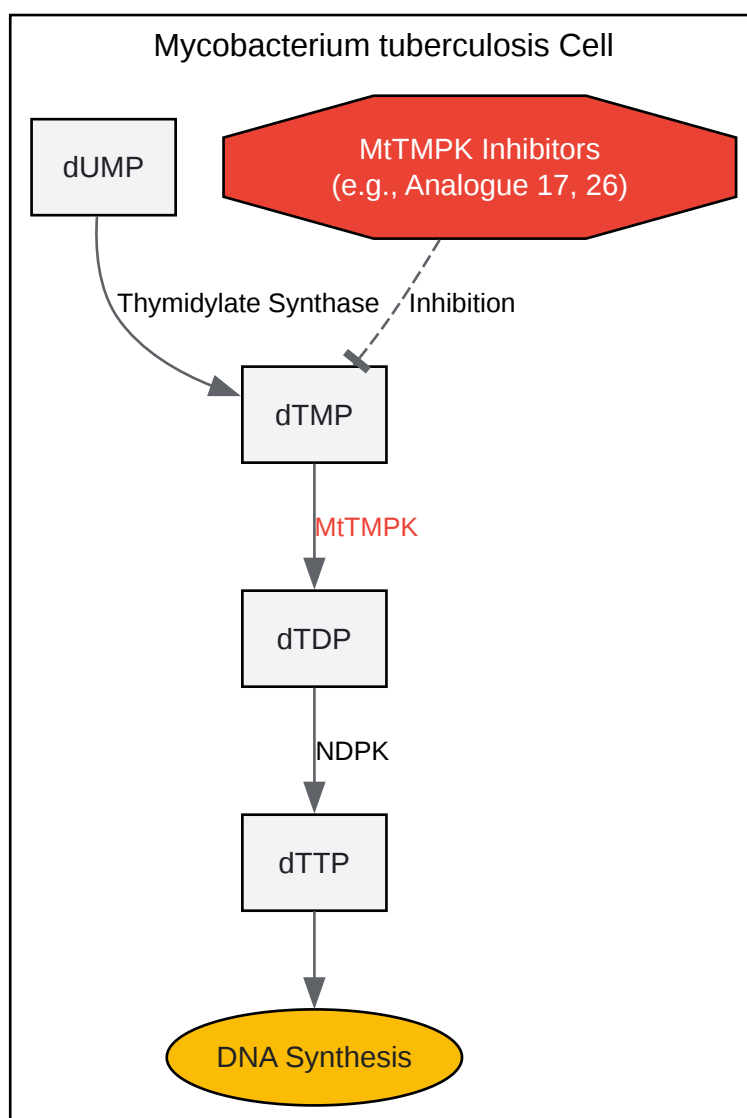 Mycobacterium tuberculosis Cell
dUMP
MtTMPK Inhibitors
(e.g., Analogue 17, 26)
Thymidylate Synthase
Inhibition
dTMP
MtTMPK
dTDP
NDPK
dTTP
DNA Synthesis